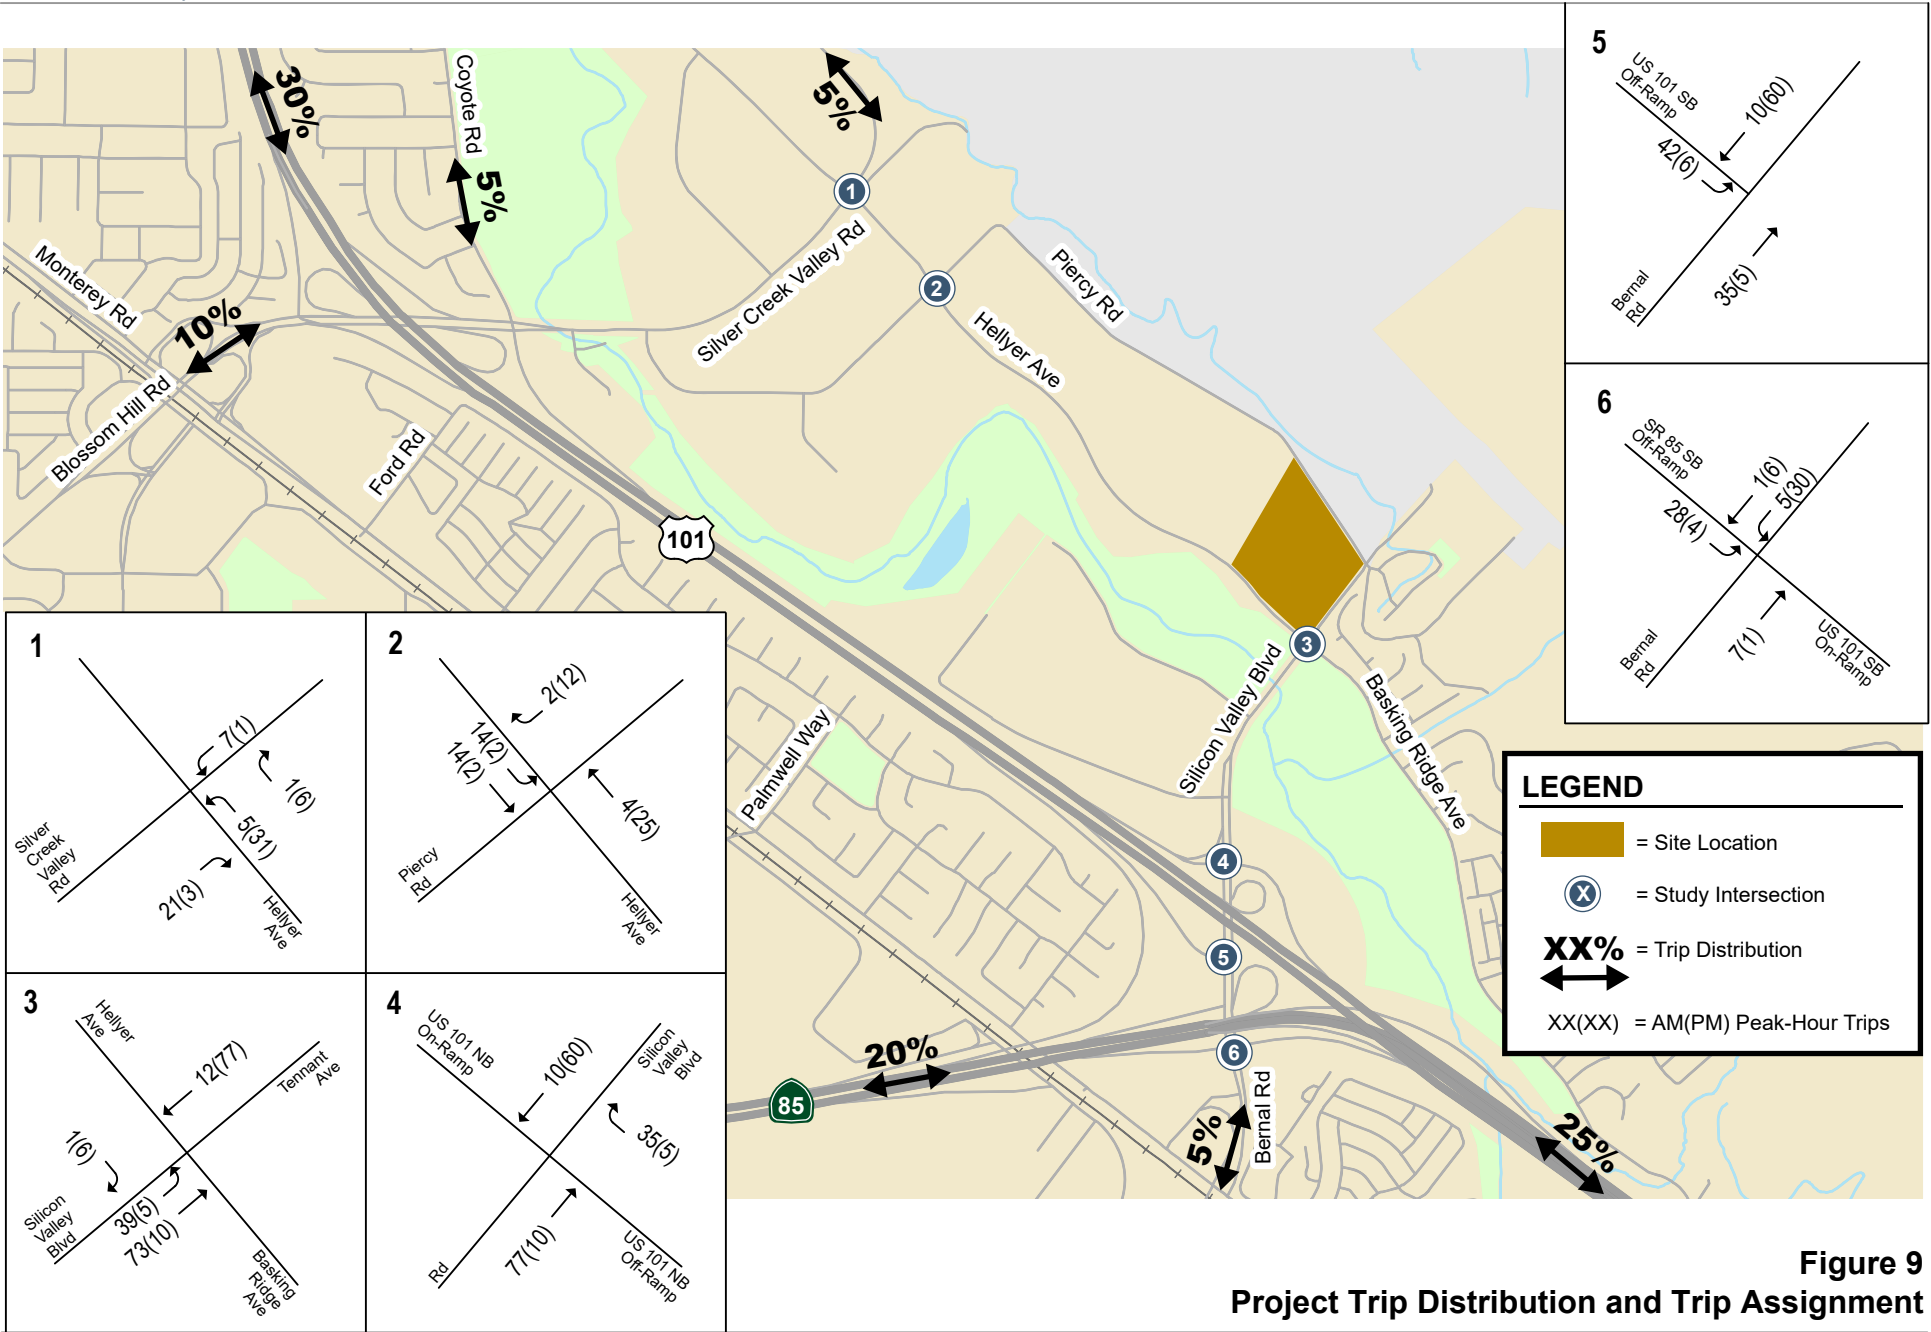 30%
Coyote Rd
5%
5%
Monterey Rd
10%
Blossom Hill Rd
Ford Rd
Silver Creek Valley Rd
1
2
Hellyer Ave
Piercy Rd
101
3
Silicon Valley Blvd
Basking Ridge Ave
Palmwell Way
4
5
6
20%
85
5%
Bernal Rd
25%
1
7(1)
1(6)
5(31)
21(3)
Silver
Creek
Valley
Rd
Hellyer
Ave
2
2(12)
14(2)
14(2)
4(25)
Piercy
Rd
Hellyer
Ave
3
Hellyer
Ave
12(77)
Tennant
Ave
1(6)
39(5)
73(10)
Silicon
Valley
Blvd
Basking
Ridge
Ave
4
US 101 NB
On-Ramp
10(60)
Silicon
Valley
Blvd
35(5)
77(10)
Rd
US 101 NB
Off-Ramp
5
US 101 SB
Off-Ramp
10(60)
42(6)
35(5)
Bernal
Rd
6
SR 85 SB
Off-Ramp
1(6)
5(30)
28(4)
7(1)
Bernal
Rd
US 101 SB
On-Ramp
LEGEND
= Site Location
X = Study Intersection
XX% = Trip Distribution
XX(XX) = AM(PM) Peak-Hour Trips
Figure 9
Project Trip Distribution and Trip Assignment